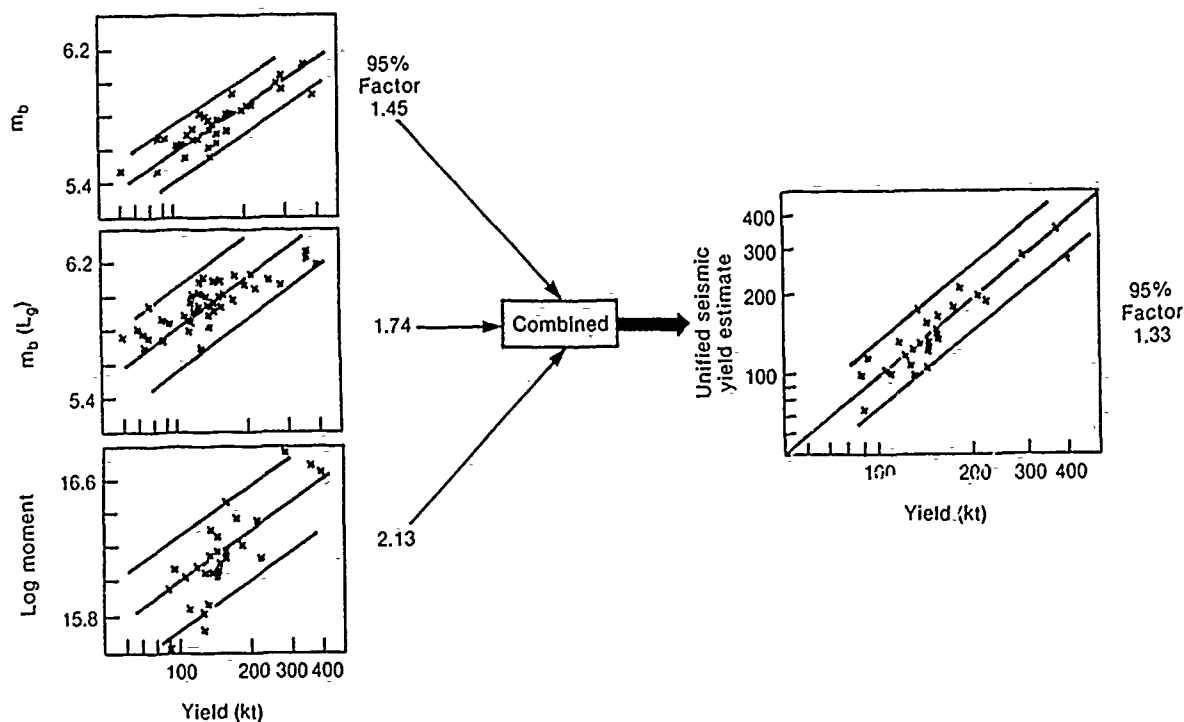 6.2
m_b
5.4
95%
Factor
1.45
6.2
m_b (L_g)
5.4
1.74
16.6
Log moment
15.8
100 200 300 400
Yield (kt)
2.13
Combined
Unified seismic
yield estimate
400
300
200
100
100 200 300 400
Yield (kt)
95%
Factor
1.33